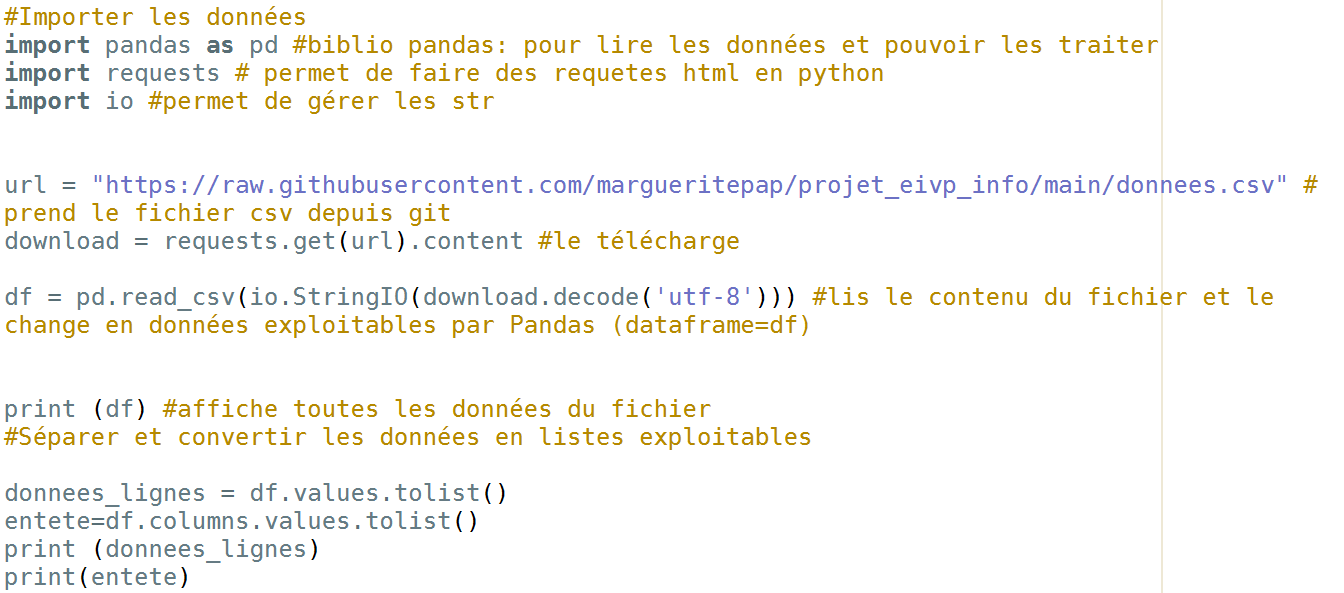 #Importer les données
import pandas as pd #biblio pandas: pour lire les données et pouvoir les traiter
import requests # permet de faire des requetes html en python
import io #permet de gérer les str
url = "https://raw.githubusercontent.com/margueritepap/projet_eivp_info/main/donnees.csv" #
prend le fichier csv depuis git
download = requests.get(url).content #le télécharge
df = pd.read_csv(io.StringIO(download.decode('utf-8'))) #lis le contenu du fichier et le
change en données exploitables par Pandas (dataframe=df)
print (df) #affiche toutes les données du fichier
#Séparer et convertir les données en listes exploitables
donnees_lignes = df.values.tolist()
entete=df.columns.values.tolist()
print (donnees_lignes)
print(entete)